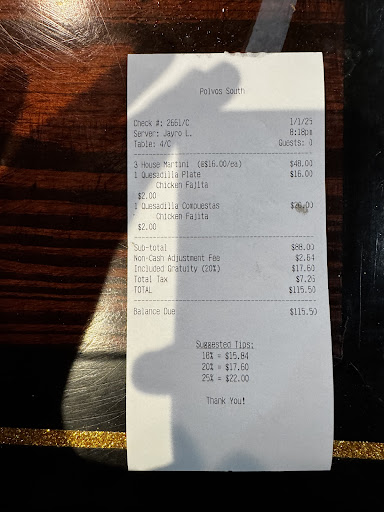 Polvos South
Check #: 2661/C 1/1/25
Server: Jayro L. 8:18pm
Table: 4/C Guests: 0
3 House Martini (@$16.00/ea) $48.00
1 Quesadilla Plate $16.00
Chicken Fajita
$2.00
1 Quesadilla Compuestas
Chicken Fajita
$2.00
Sub-total $88.00
Non-Cash Adjustment Fee $2.64
Included Gratuity (20%) $17.60
Total Tax $7.26
TOTAL $115.50
Balance Due $115.50
Suggested Tips:
18% = $15.84
20% = $17.60
25% = $22.00
Thank You!